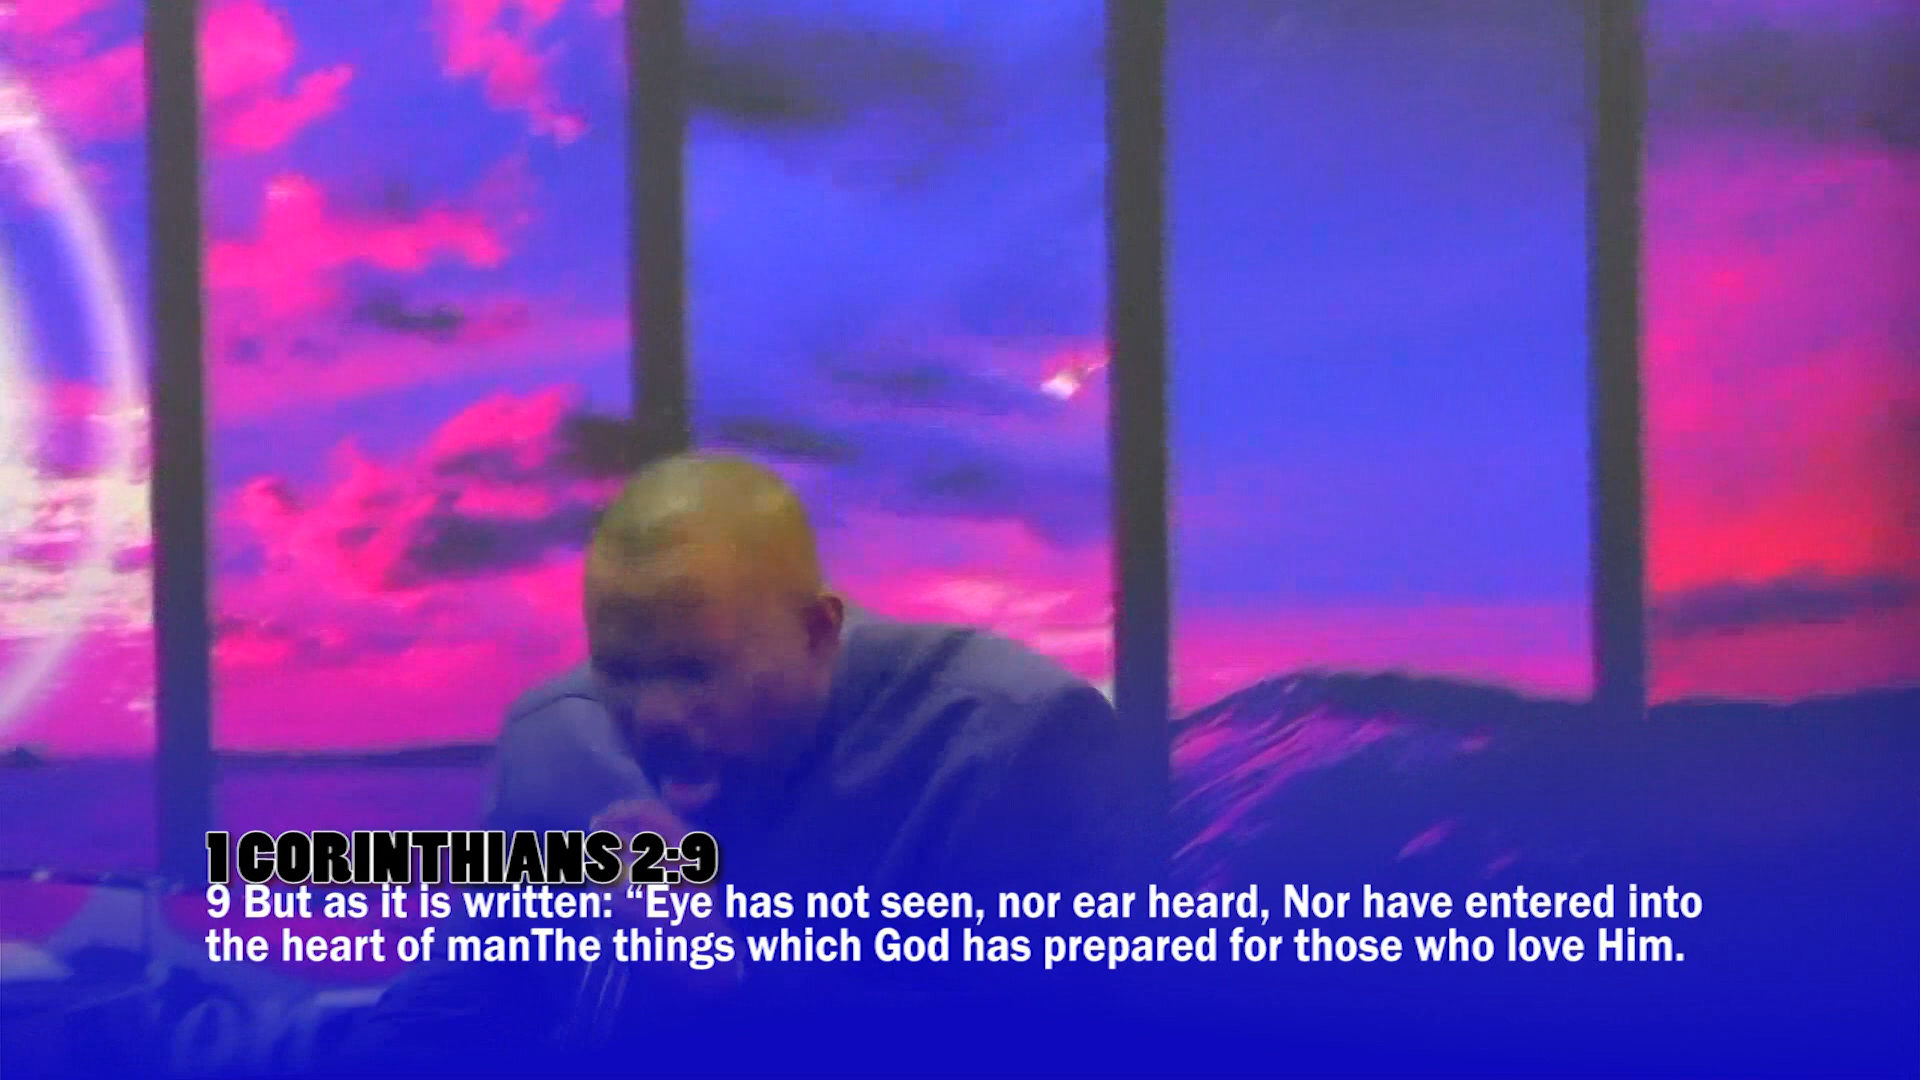 1 CORINTHIANS 2:9
9 But as it is written: “Eye has not seen, nor ear heard, Nor have entered into
the heart of manThe things which God has prepared for those who love Him.